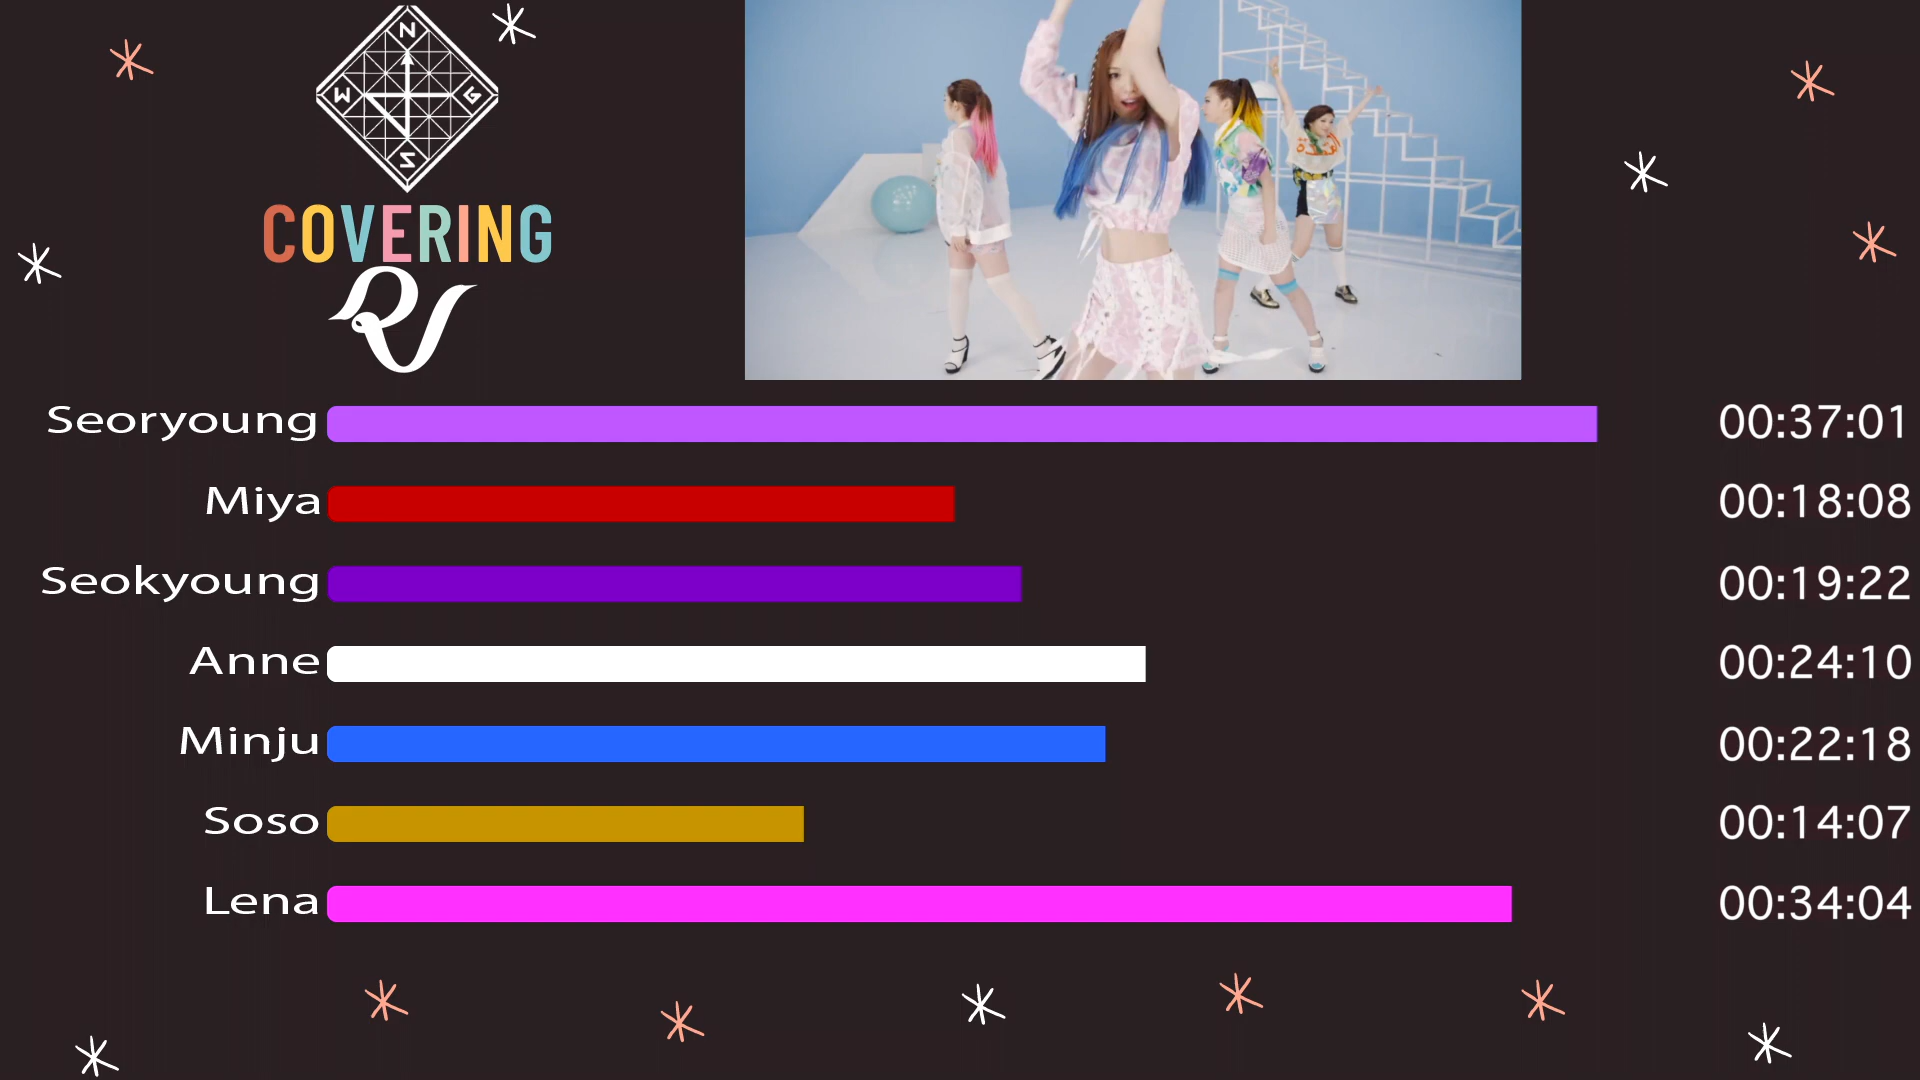 N
W G
S
COVERING
RV
Seoryoung 00:37:01
Miya 00:18:08
Seokyoung 00:19:22
Anne 00:24:10
Minju 00:22:18
Soso 00:14:07
Lena 00:34:04